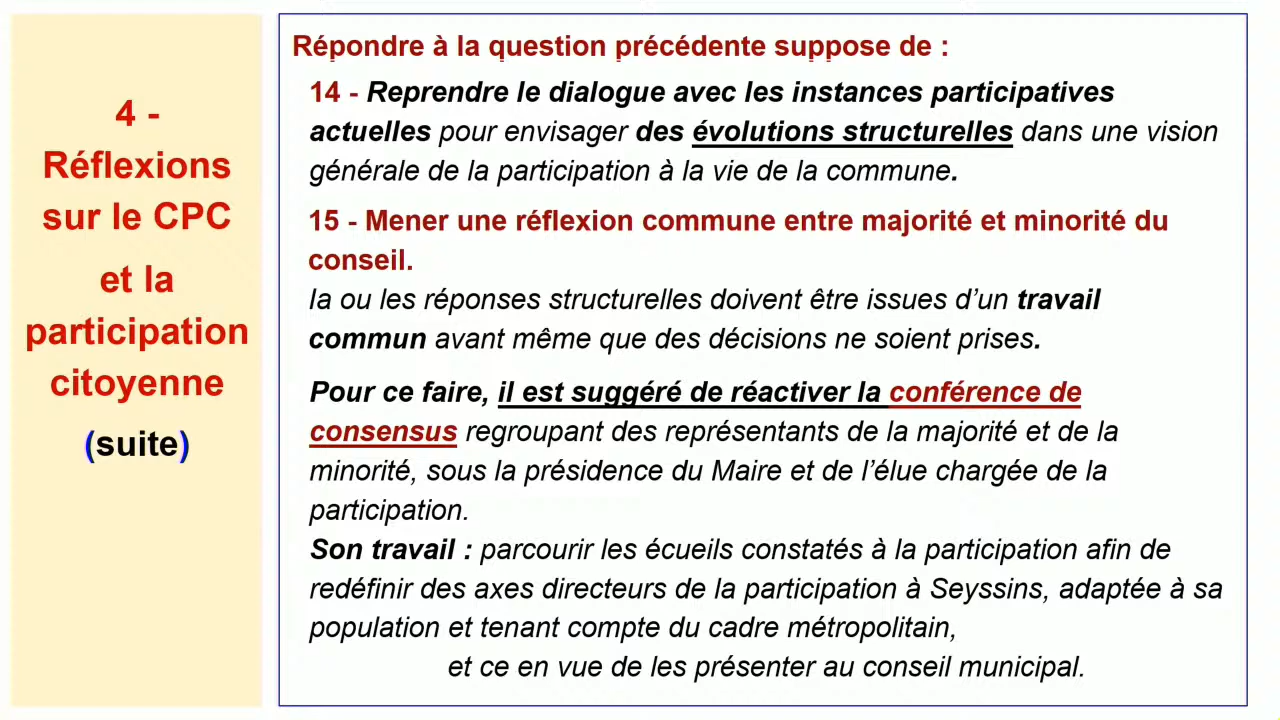 4 -
Réflexions
sur le CPC
et la
participation
citoyenne
(suite)
Répondre à la question précédente suppose de :
14 - Reprendre le dialogue avec les instances participatives
actuelles pour envisager des évolutions structurelles dans une vision
générale de la participation à la vie de la commune.
15 - Mener une réflexion commune entre majorité et minorité du
conseil.
la ou les réponses structurelles doivent être issues d’un travail
commun avant même que des décisions ne soient prises.
Pour ce faire, il est suggéré de réactiver la conférence de
consensus regroupant des représentants de la majorité et de la
minorité, sous la présidence du Maire et de l’élue chargée de la
participation.
Son travail : parcourir les écueils constatés à la participation afin de
redéfinir des axes directeurs de la participation à Seyssins, adaptée à sa
population et tenant compte du cadre métropolitain,
et ce en vue de les présenter au conseil municipal.